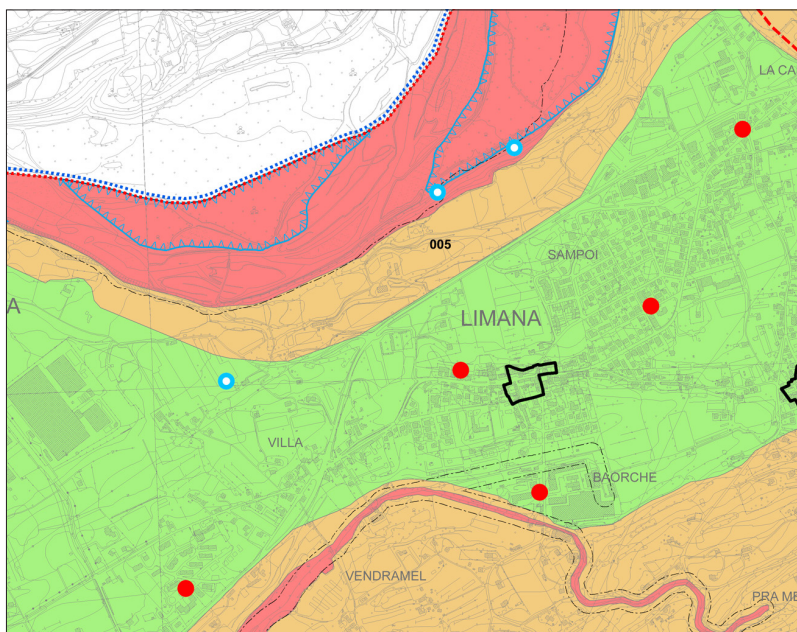 LA CA
005
SAMPOI
A
LIMANA
VILLA
BAORCHE
VENDRAMEL
PRA ME